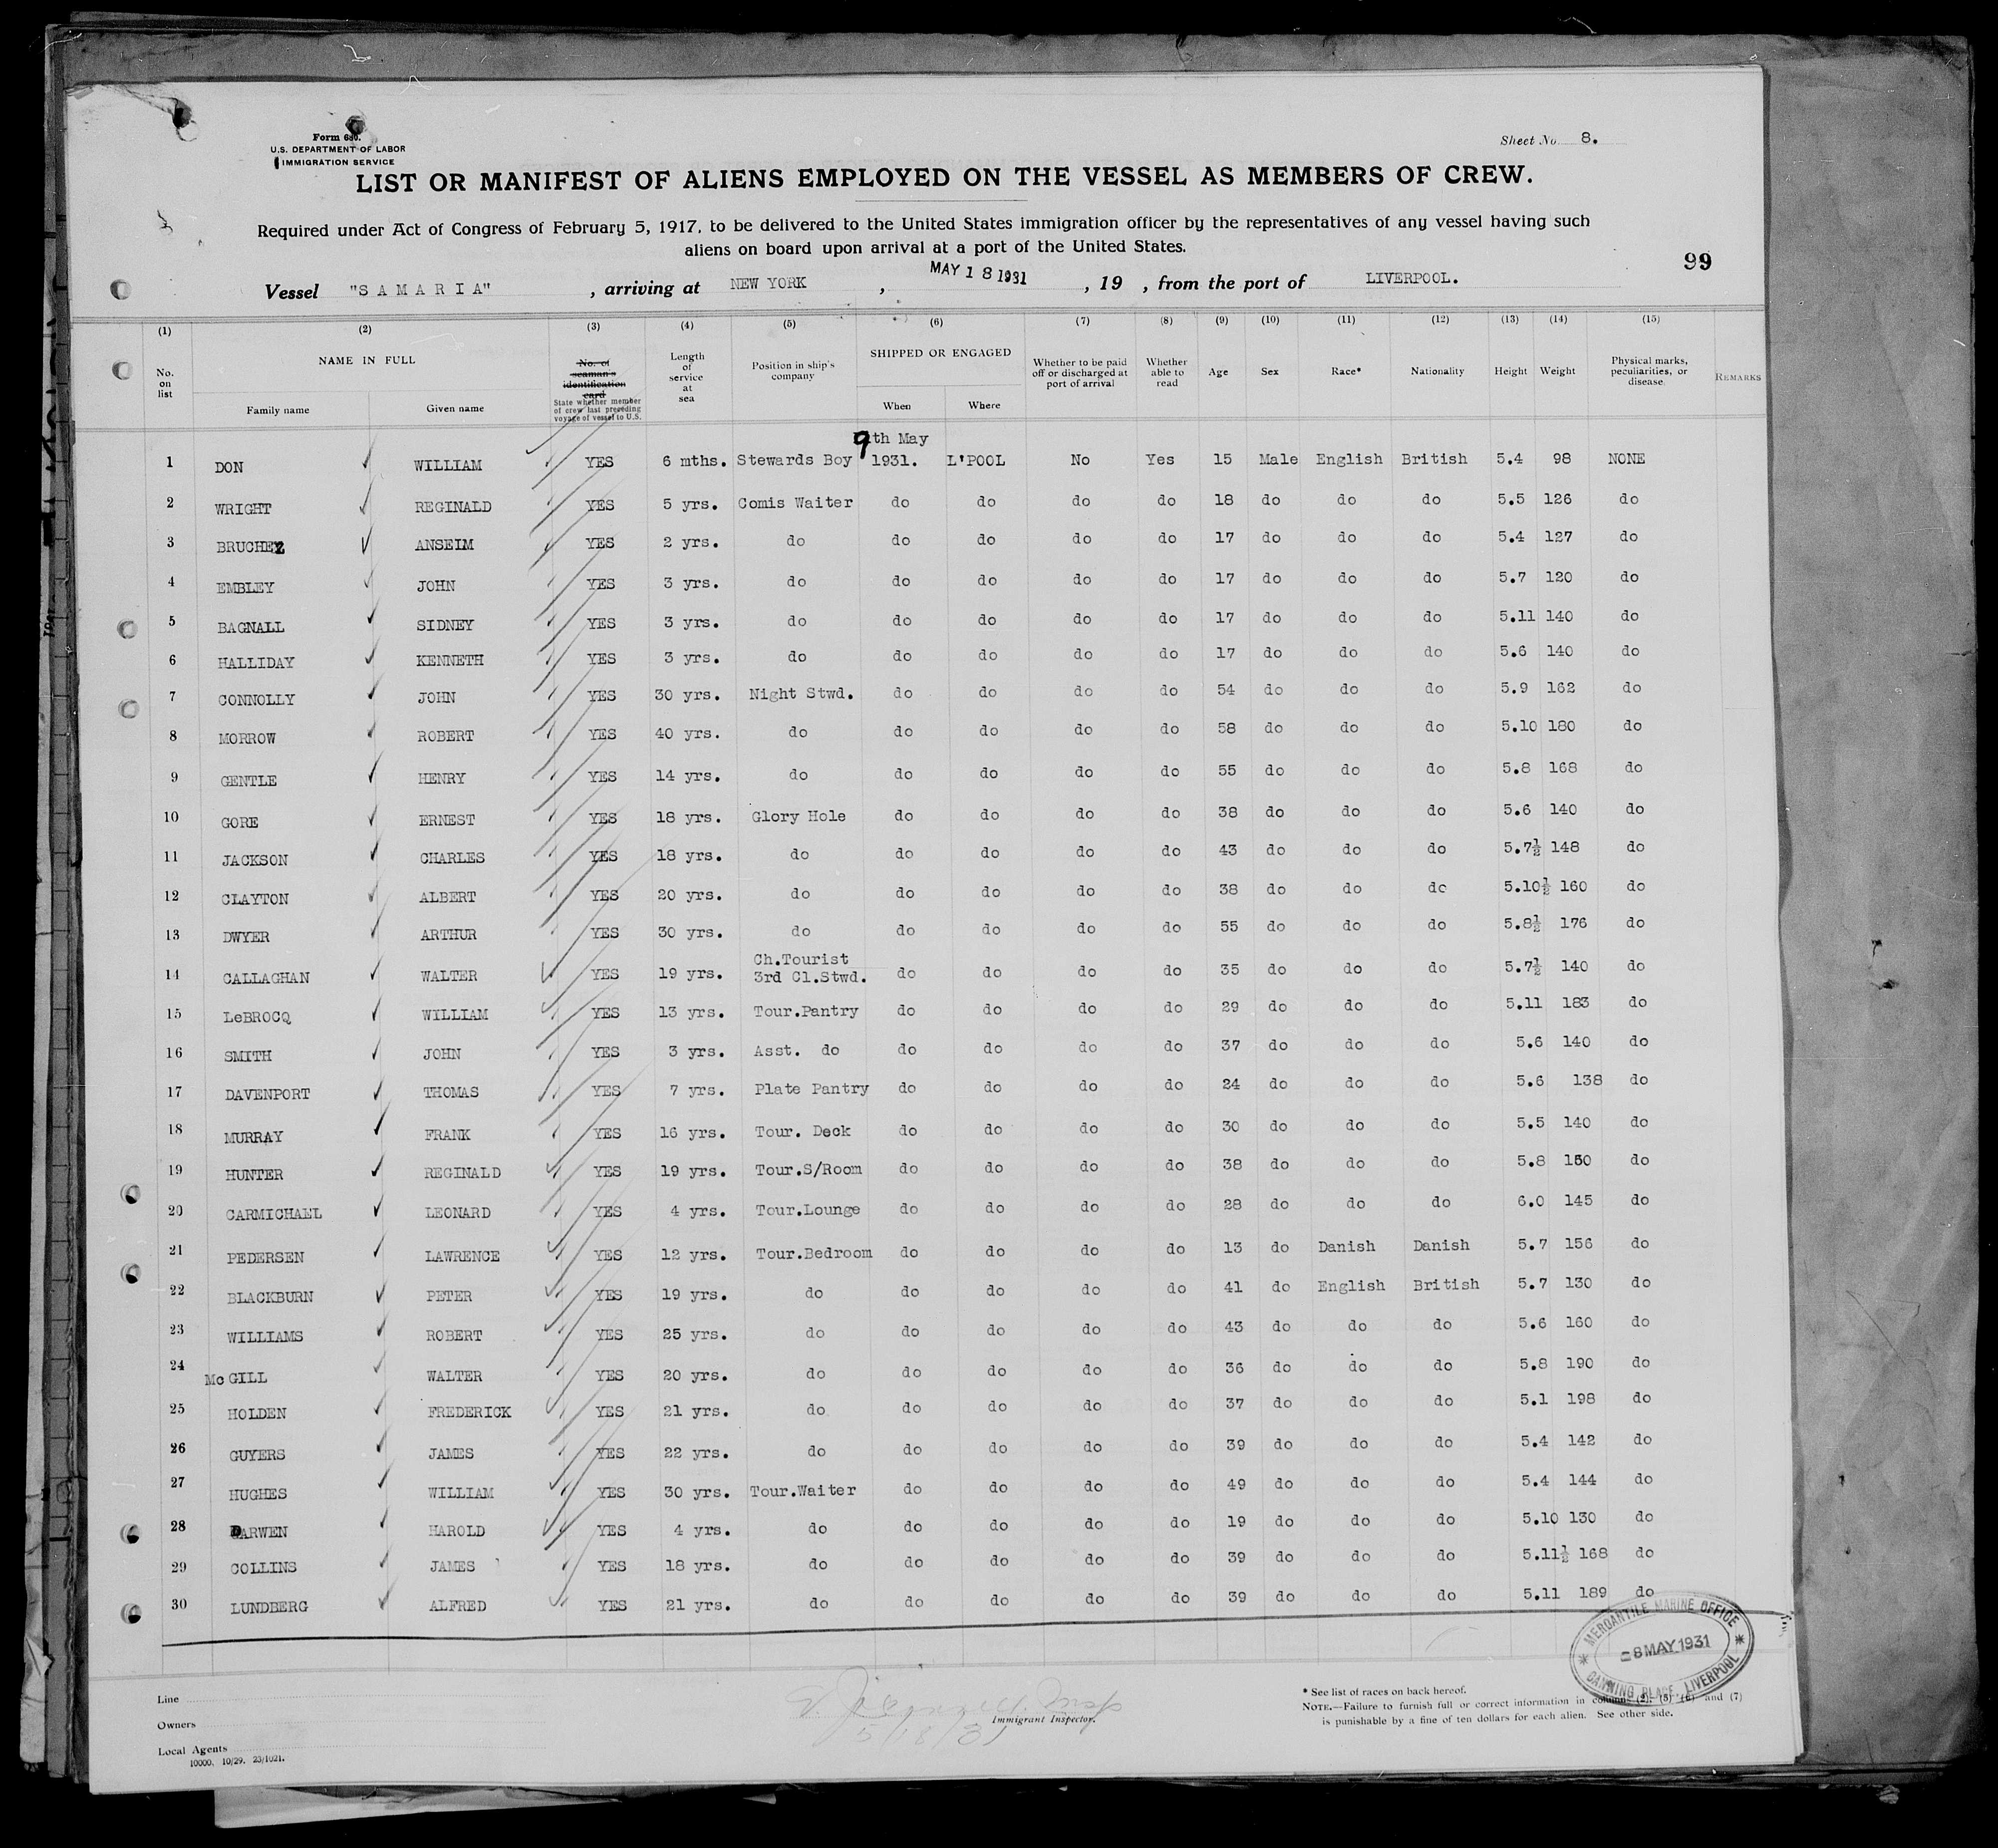 Form 680.
U.S. DEPARTMENT OF LABOR
IMMIGRATION SERVICE
Sheet No. 8.
LIST OR MANIFEST OF ALIENS EMPLOYED ON THE VESSEL AS MEMBERS OF CREW.
Required under Act of Congress of February 5, 1917, to be delivered to the United States immigration officer by the representatives of any vessel having such
aliens on board upon arrival at a port of the United States.
99
Vessel "SAMARIA" , arriving at NEW YORK , MAY 18 1931 , 19 , from the port of LIVERPOOL.
(1) (2) (3) (4) (5) (6) (7) (8) (9) (10) (11) (12) (13) (14) (15)
No. on list NAME IN FULL Family name Given name No. of seaman's identification card State whether member of crew last preceding voyage of vessel to U.S. Length of service at sea Position in ship's company SHIPPED OR ENGAGED When Where Whether to be paid off or discharged at port of arrival Whether able to read Age Sex Race* Nationality Height Weight Physical marks, peculiarities, or disease. REMARKS
9th May
1 DON WILLIAM YES 6 mths. Stewards Boy 1931. L'POOL No Yes 15 Male English British 5.4 98 NONE
2 WRIGHT REGINALD YES 5 yrs. Comis Waiter do do do do 18 do do do 5.5 126 do
3 BRUCHEZ ANSEIM YES 2 yrs. do do do do do 17 do do do 5.4 127 do
4 EMBLEY JOHN YES 3 yrs. do do do do do 17 do do do 5.7 120 do
5 BAGNALL SIDNEY YES 3 yrs. do do do do do 17 do do do 5.11 140 do
6 HALLIDAY KENNETH YES 3 yrs. do do do do do 17 do do do 5.6 140 do
7 CONNOLLY JOHN YES 30 yrs. Night Stwd. do do do do 54 do do do 5.9 162 do
8 MORROW ROBERT YES 40 yrs. do do do do do 58 do do do 5.10 180 do
9 GENTLE HENRY YES 14 yrs. do do do do do 55 do do do 5.8 168 do
10 GORE ERNEST YES 18 yrs. Glory Hole do do do do 38 do do do 5.6 140 do
11 JACKSON CHARLES YES 18 yrs. do do do do do 43 do do do 5.7½ 148 do
12 CLAYTON ALBERT YES 20 yrs. do do do do do 38 do do do 5.10½ 160 do
13 DWYER ARTHUR YES 30 yrs. do do do do do 55 do do do 5.8½ 176 do
Ch.Tourist
14 CALLAGHAN WALTER YES 19 yrs. 3rd Cl.Stwd. do do do do 35 do do do 5.7½ 140 do
15 LeBROCQ WILLIAM YES 13 yrs. Tour.Pantry do do do do 29 do do do 5.11 183 do
16 SMITH JOHN YES 3 yrs. Asst. do do do do do 37 do do do 5.6 140 do
17 DAVENPORT THOMAS YES 7 yrs. Plate Pantry do do do do 24 do do do 5.6 138 do
18 MURRAY FRANK YES 16 yrs. Tour. Deck do do do do 30 do do do 5.5 140 do
19 HUNTER REGINALD YES 19 yrs. Tour.S/Room do do do do 38 do do do 5.8 150 do
20 CARMICHAEL LEONARD YES 4 yrs. Tour.Lounge do do do do 28 do do do 6.0 145 do
21 PEDERSEN LAWRENCE YES 12 yrs. Tour.Bedroom do do do do 13 do Danish Danish 5.7 156 do
22 BLACKBURN PETER YES 19 yrs. do do do do do 41 do English British 5.7 130 do
23 WILLIAMS ROBERT YES 25 yrs. do do do do do 43 do do do 5.6 160 do
24 McGILL WALTER YES 20 yrs. do do do do do 36 do do do 5.8 190 do
25 HOLDEN FREDERICK YES 21 yrs. do do do do do 37 do do do 5.1 198 do
26 GUYERS JAMES YES 22 yrs. do do do do do 39 do do do 5.4 142 do
27 HUGHES WILLIAM YES 30 yrs. Tour.Waiter do do do do 49 do do do 5.4 144 do
28 DARWEN HAROLD YES 4 yrs. do do do do do 19 do do do 5.10 130 do
29 COLLINS JAMES YES 18 yrs. do do do do do 39 do do do 5.11½ 168 do
30 LUNDBERG ALFRED YES 21 yrs. do do do do do 39 do do do 5.11 189 do
MERCANTILE MARINE OFFICE
8 MAY 1931
CANNING PLACE, LIVERPOOL
Line
Owners
Local Agents
10000. 10/29. 23/1021.
5/18/31
Immigrant Inspector.
* See list of races on back hereof.
NOTE.—Failure to furnish full or correct information in columns (2), (5), (6) and (7)
is punishable by a fine of ten dollars for each alien. See other side.